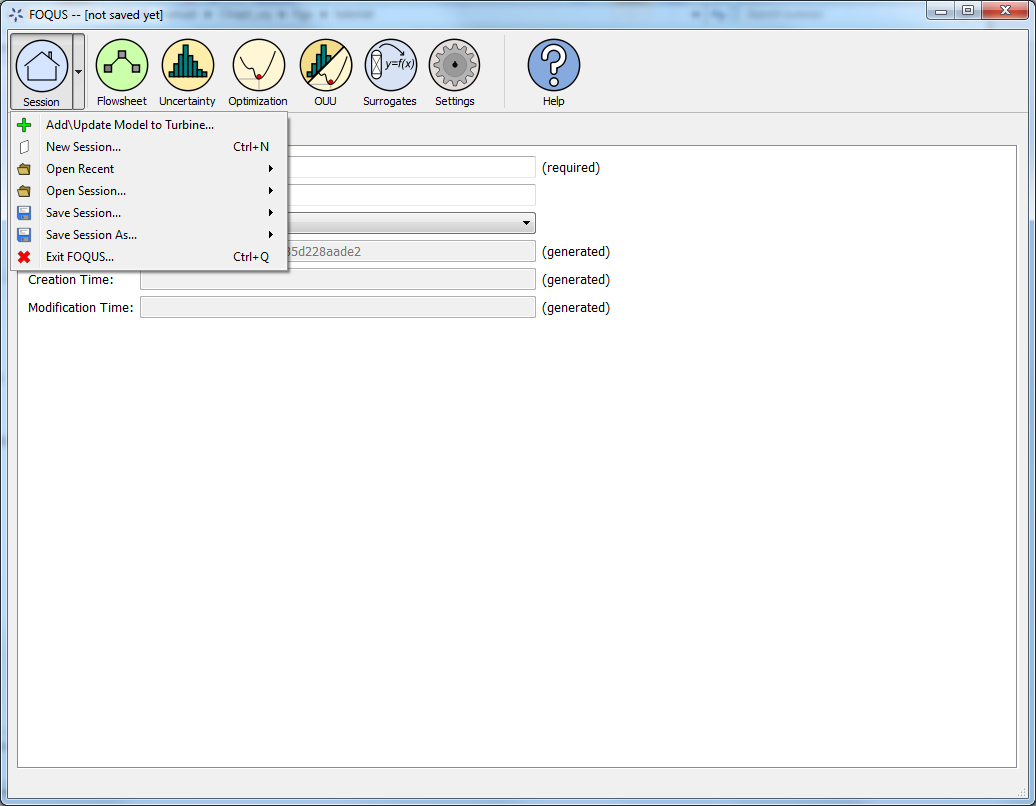 FOQUS -- [not saved yet]
Session Flowsheet Uncertainty Optimization OUU Surrogates Settings Help
y=f(x)
Add\Update Model to Turbine...
New Session... Ctrl+N
Open Recent
Open Session...
Save Session...
Save Session As...
Exit FOQUS... Ctrl+Q
(required)
35d228aade2 (generated)
Creation Time: (generated)
Modification Time: (generated)